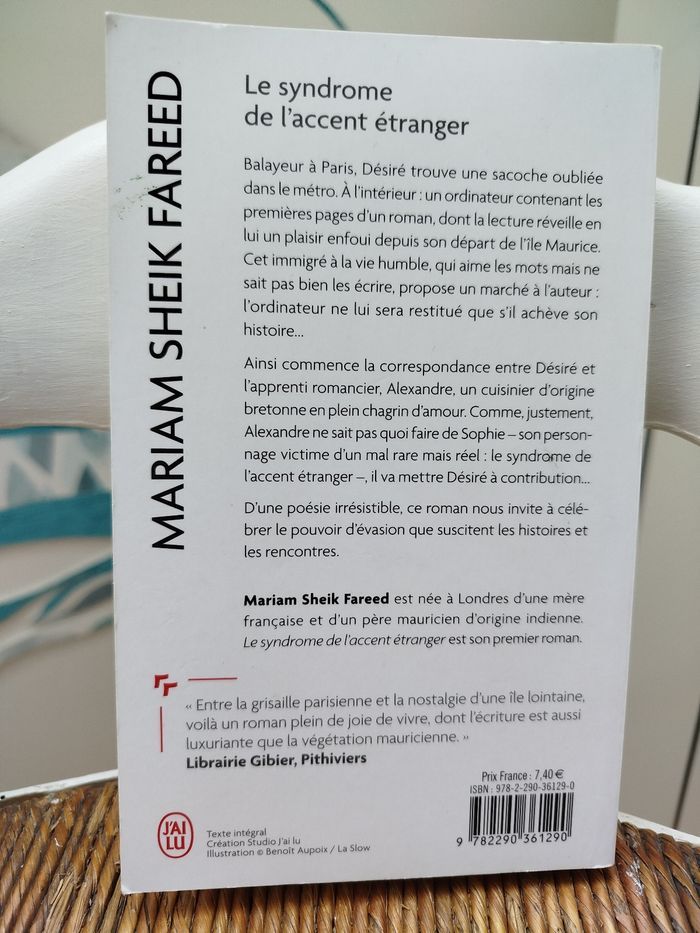 MARIAM SHEIK FAREED
Le syndrome
de l'accent étranger
Balayeur à Paris, Désiré trouve une sacoche oubliée
dans le métro. À l'intérieur : un ordinateur contenant les
premières pages d'un roman, dont la lecture réveille en
lui un plaisir enfoui depuis son départ de l'île Maurice.
Cet immigré à la vie humble, qui aime les mots mais ne
sait pas bien les écrire, propose un marché à l'auteur :
l'ordinateur ne lui sera restitué que s'il achève son
histoire...
Ainsi commence la correspondance entre Désiré et
l'apprenti romancier, Alexandre, un cuisinier d'origine
bretonne en plein chagrin d'amour. Comme, justement,
Alexandre ne sait pas quoi faire de Sophie – son person-
nage victime d'un mal rare mais réel : le syndrome de
l'accent étranger –, il va mettre Désiré à contribution...
D'une poésie irrésistible, ce roman nous invite à célé-
brer le pouvoir d'évasion que suscitent les histoires et
les rencontres.
Mariam Sheik Fareed est née à Londres d'une mère
française et d'un père mauricien d'origine indienne.
Le syndrome de l'accent étranger est son premier roman.
« Entre la grisaille parisienne et la nostalgie d'une île lointaine,
voilà un roman plein de joie de vivre, dont l'écriture est aussi
luxuriante que la végétation mauricienne. »
Librairie Gibier, Pithiviers
J'AI
LU
Texte intégral
Création Studio J'ai lu
Illustration © Benoît Aupoix / La Slow
Prix France : 7,40 €
ISBN : 978-2-290-36129-0
9 782290 361290